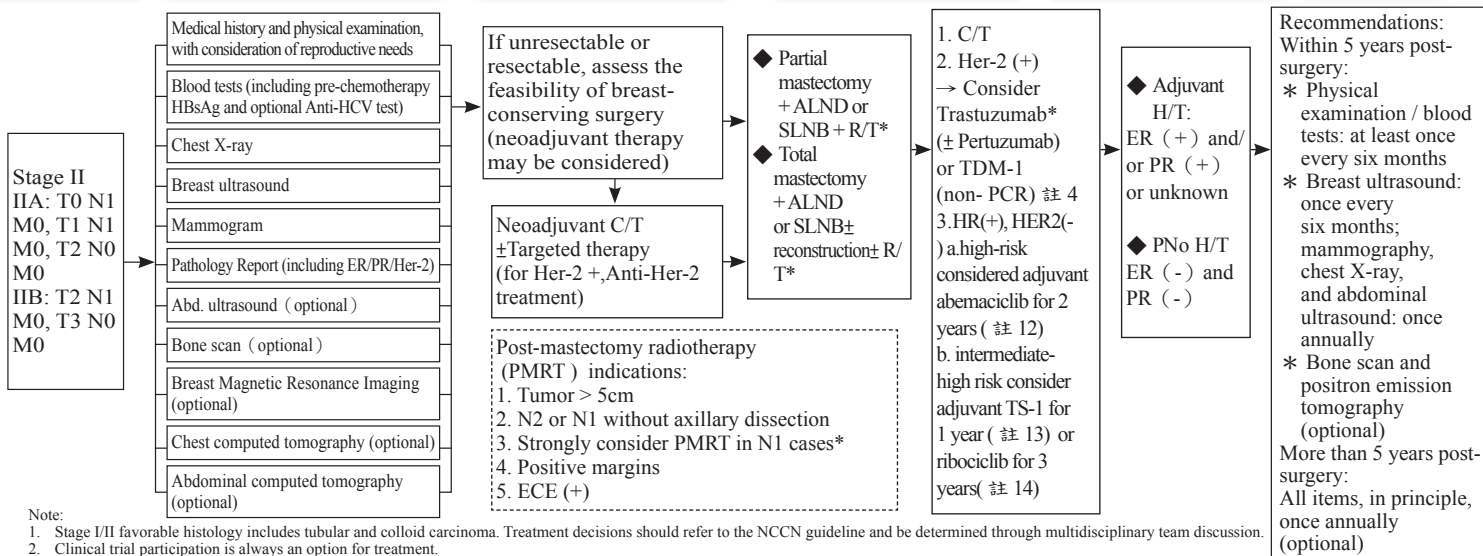 Stage II
IIA: T0 N1
M0, T1 N1
M0, T2 N0
M0
IIB: T2 N1
M0, T3 N0
M0
Medical history and physical examination,
with consideration of reproductive needs
Blood tests (including pre-chemotherapy
HBsAg and optional Anti-HCV test)
Chest X-ray
Breast ultrasound
Mammogram
Pathology Report (including ER/PR/Her-2)
Abd. ultrasound（optional）
Bone scan（optional）
Breast Magnetic Resonance Imaging
(optional)
Chest computed tomography (optional)
Abdominal computed tomography
(optional)
If unresectable or
resectable, assess the
feasibility of breast-
conserving surgery
(neoadjuvant therapy
may be considered)
Neoadjuvant C/T
±Targeted therapy
(for Her-2 +,Anti-Her-2
treatment)
Post-mastectomy radiotherapy
(PMRT）indications:
1. Tumor > 5cm
2. N2 or N1 without axillary dissection
3. Strongly consider PMRT in N1 cases*
4. Positive margins
5. ECE (+)
◆ Partial
mastectomy
+ ALND or
SLNB + R/T*
◆ Total
mastectomy
+ ALND
or SLNB±
reconstruction± R/
T*
1. C/T
2. Her-2 (+)
→ Consider
Trastuzumab*
(± Pertuzumab)
or TDM-1
(non- PCR) 註 4
3.HR(+), HER2(-
) a.high-risk
considered adjuvant
abemaciclib for 2
years ( 註 12)
b. intermediate-
high risk consider
adjuvant TS-1 for
1 year ( 註 13) or
ribociclib for 3
years( 註 14)
◆ Adjuvant
H/T:
ER（+）and/
or PR（+）
or unknown
◆ PNo H/T
ER（-）and
PR（-）
Recommendations:
Within 5 years post-
surgery:
＊ Physical
examination / blood
tests: at least once
every six months
＊ Breast ultrasound:
once every
six months;
mammography,
chest X-ray,
and abdominal
ultrasound: once
annually
＊ Bone scan and
positron emission
tomography
(optional)
More than 5 years post-
surgery:
All items, in principle,
once annually
(optional)
Note:
1. Stage I/II favorable histology includes tubular and colloid carcinoma. Treatment decisions should refer to the NCCN guideline and be determined through multidisciplinary team discussion.
2. Clinical trial participation is always an option for treatment.